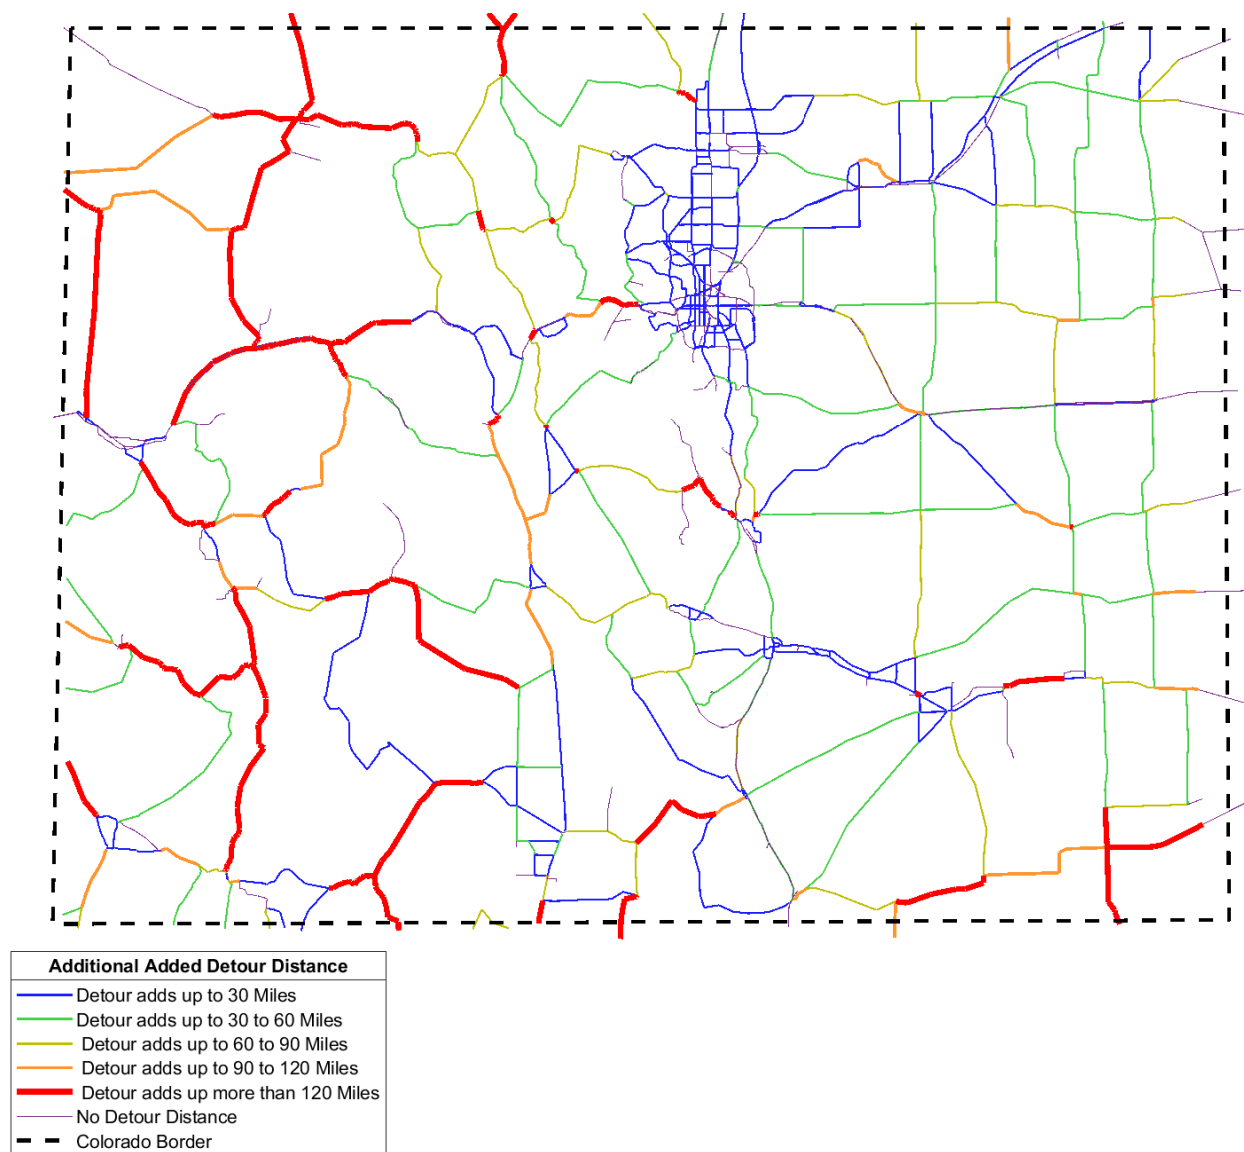 Additional Added Detour Distance
Detour adds up to 30 Miles
Detour adds up to 30 to 60 Miles
Detour adds up to 60 to 90 Miles
Detour adds up to 90 to 120 Miles
Detour adds up more than 120 Miles
No Detour Distance
Colorado Border